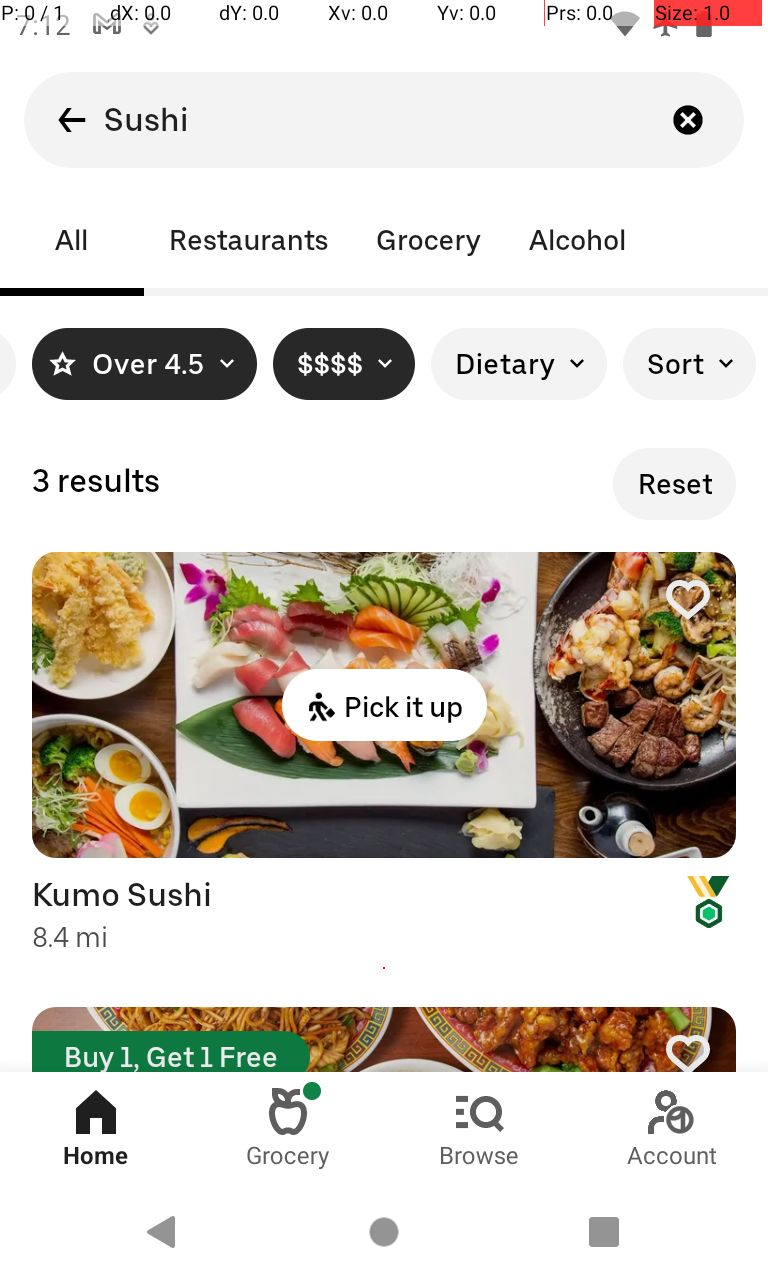 P: 0 / 1 dX: 0.0 dY: 0.0 Xv: 0.0 Yv: 0.0 Prs: 0.0 Size: 1.0
7:12
Sushi
All Restaurants Grocery Alcohol
Over 4.5 $$$$ Dietary Sort
3 results
Reset
Pick it up
Kumo Sushi
8.4 mi
Buy 1, Get 1 Free
Home Grocery Browse Account